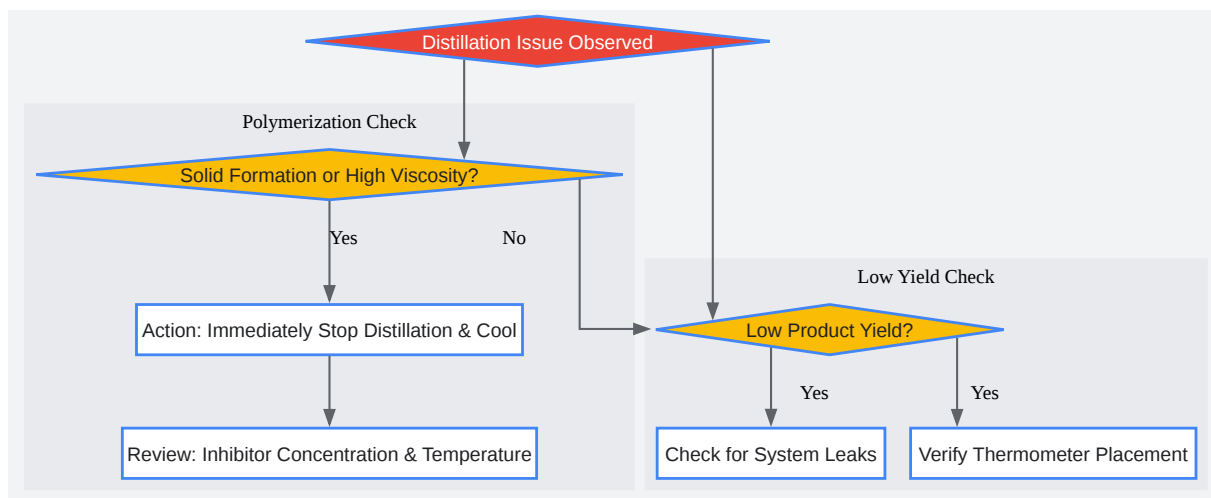 Distillation Issue Observed
Polymerization Check
Solid Formation or High Viscosity?
Yes
No
Action: Immediately Stop Distillation & Cool
Review: Inhibitor Concentration & Temperature
Low Yield Check
Low Product Yield?
Yes
Yes
Check for System Leaks
Verify Thermometer Placement